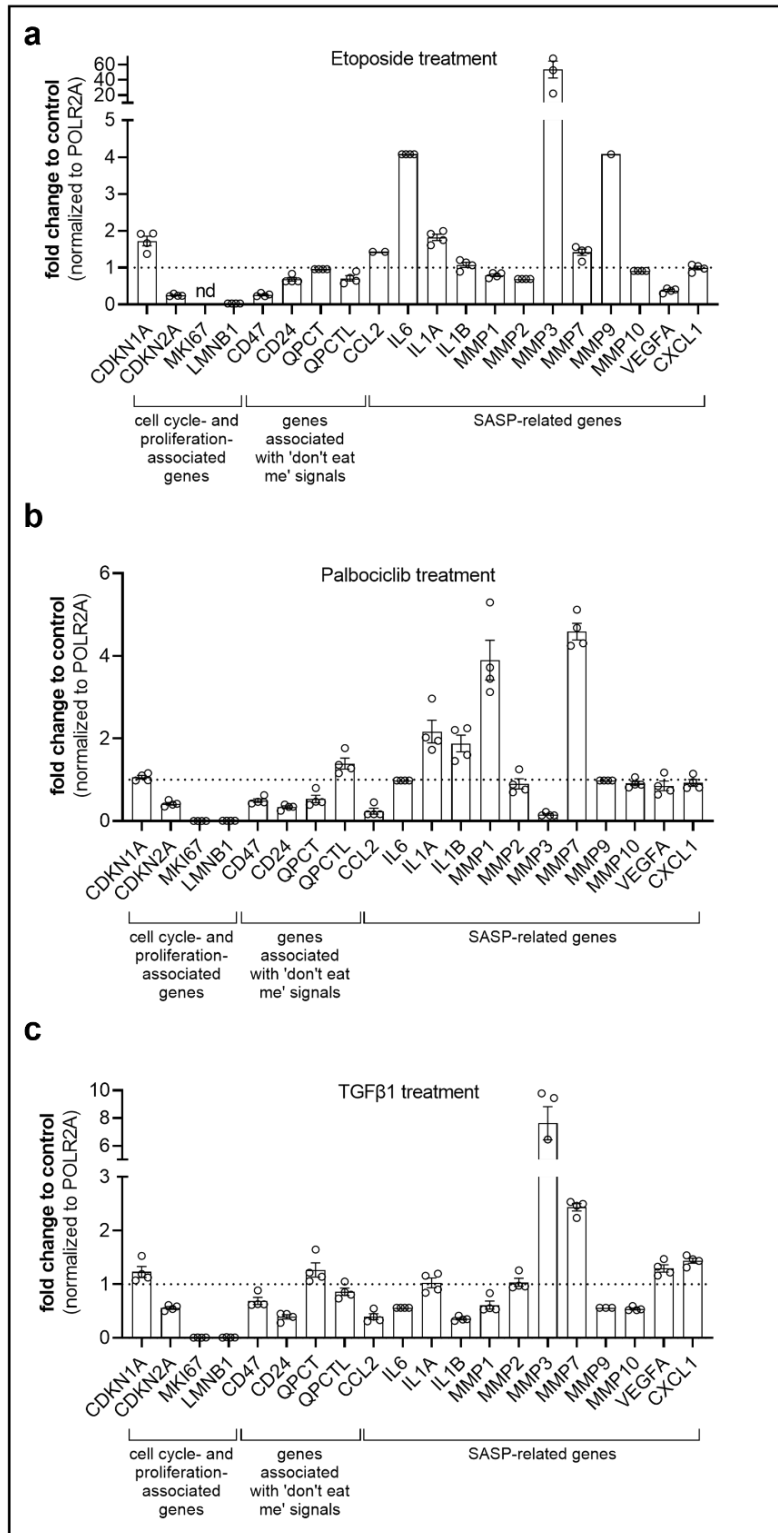 a
Etoposide treatment
fold change to control
(normalized to POLR2A)
60
40
20
4
2
1
0
nd
CDKN1A
CDKN2A
MKI67
LMNB1
CD47
CD24
QPCT
QPCTL
CCL2
IL6
IL1A
IL1B
MMP1
MMP2
MMP3
MMP7
MMP9
MMP10
VEGFA
CXCL1
cell cycle- and
proliferation-
associated
genes
genes
associated
with 'don't eat
me' signals
SASP-related genes
b
Palbociclib treatment
fold change to control
(normalized to POLR2A)
6
4
2
1
0
CDKN1A
CDKN2A
MKI67
LMNB1
CD47
CD24
QPCT
QPCTL
CCL2
IL6
IL1A
IL1B
MMP1
MMP2
MMP3
MMP7
MMP9
MMP10
VEGFA
CXCL1
cell cycle- and
proliferation-
associated
genes
genes
associated
with 'don't eat
me' signals
SASP-related genes
c
TGFβ1 treatment
fold change to control
(normalized to POLR2A)
10
8
6
3
2
1
0
CDKN1A
CDKN2A
MKI67
LMNB1
CD47
CD24
QPCT
QPCTL
CCL2
IL6
IL1A
IL1B
MMP1
MMP2
MMP3
MMP7
MMP9
MMP10
VEGFA
CXCL1
cell cycle- and
proliferation-
associated
genes
genes
associated
with 'don't eat
me' signals
SASP-related genes